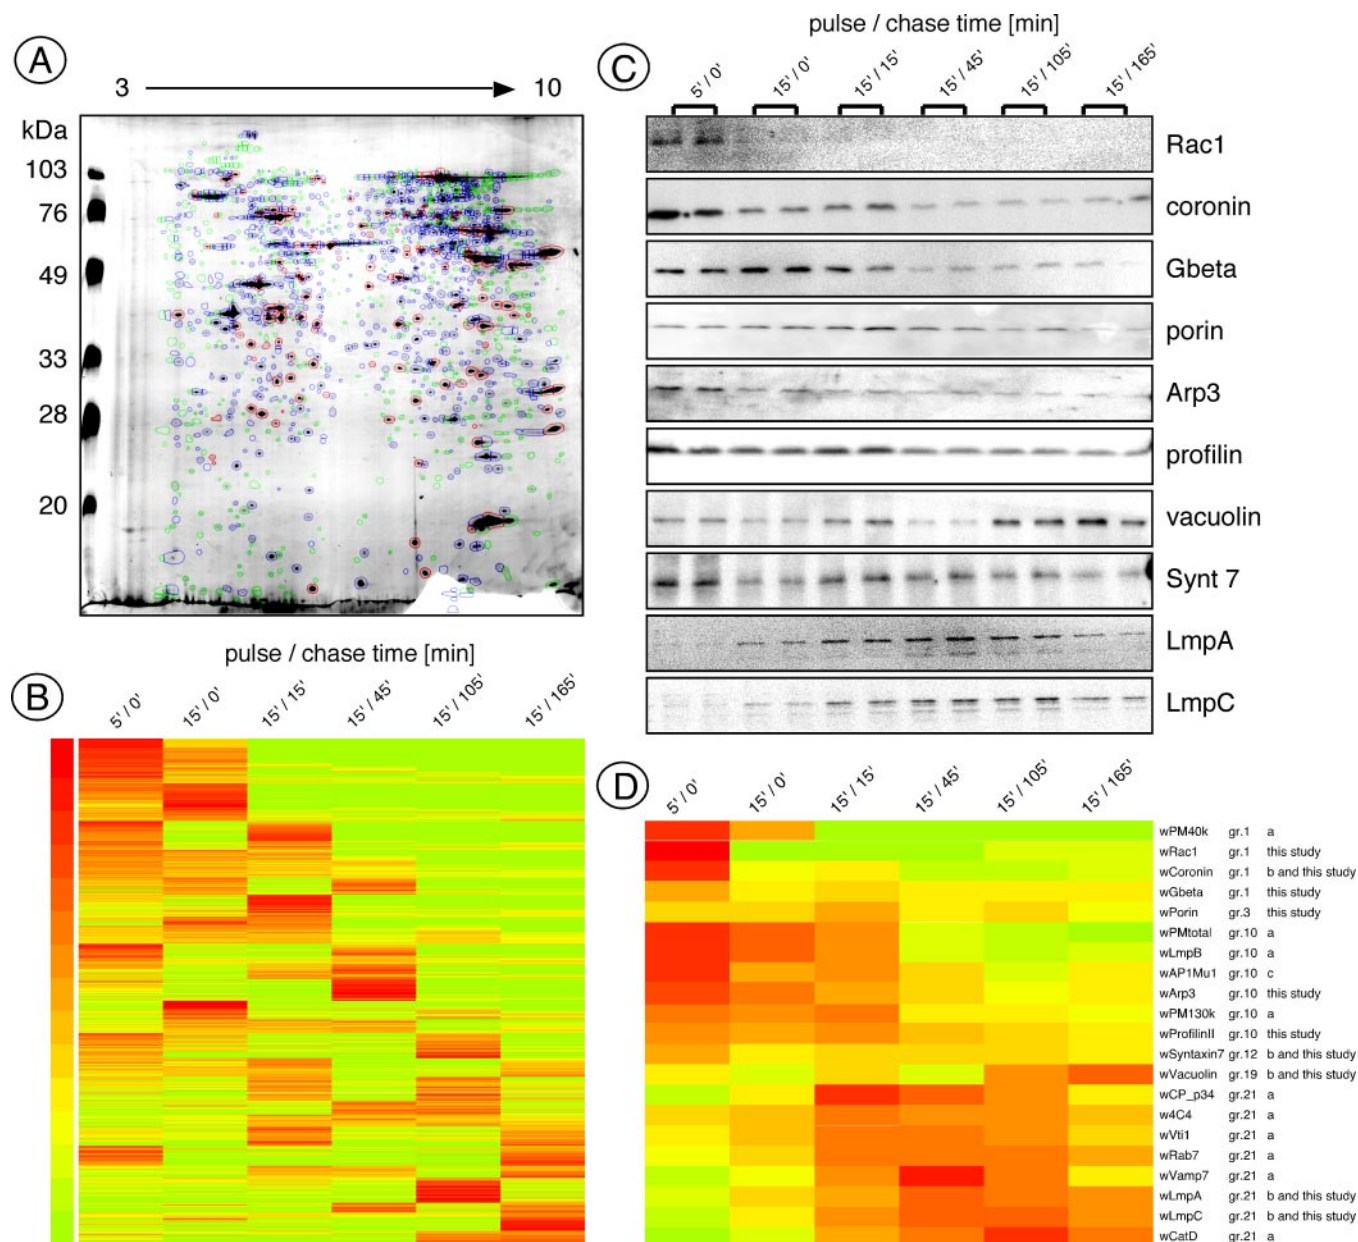 A
3 10
kDa
103
76
49
33
28
20
pulse / chase time [min]
B
5' / 0' 15' / 0' 15' / 15' 15' / 45' 15' / 105' 15' / 165'
pulse / chase time [min]
C
5' / 0' 15' / 0' 15' / 15' 15' / 45' 15' / 105' 15' / 165'
Rac1
coronin
Gbeta
porin
Arp3
profilin
vacuolin
Synt 7
LmpA
LmpC
D
5' / 0' 15' / 0' 15' / 15' 15' / 45' 15' / 105' 15' / 165'
wPM40k gr.1 a
wRac1 gr.1 this study
wCoronin gr.1 b and this study
wGbeta gr.1 this study
wPorin gr.3 this study
wPMtotal gr.10 a
wLmpB gr.10 a
wAP1Mu1 gr.10 c
wArp3 gr.10 this study
wPM130k gr.10 a
wProfilinII gr.10 this study
wSyntaxin7 gr.12 b and this study
wVacuolin gr.19 b and this study
wCP_p34 gr.21 a
w4C4 gr.21 a
wVti1 gr.21 a
wRab7 gr.21 a
wVamp7 gr.21 a
wLmpA gr.21 b and this study
wLmpC gr.21 b and this study
wCatD gr.21 a